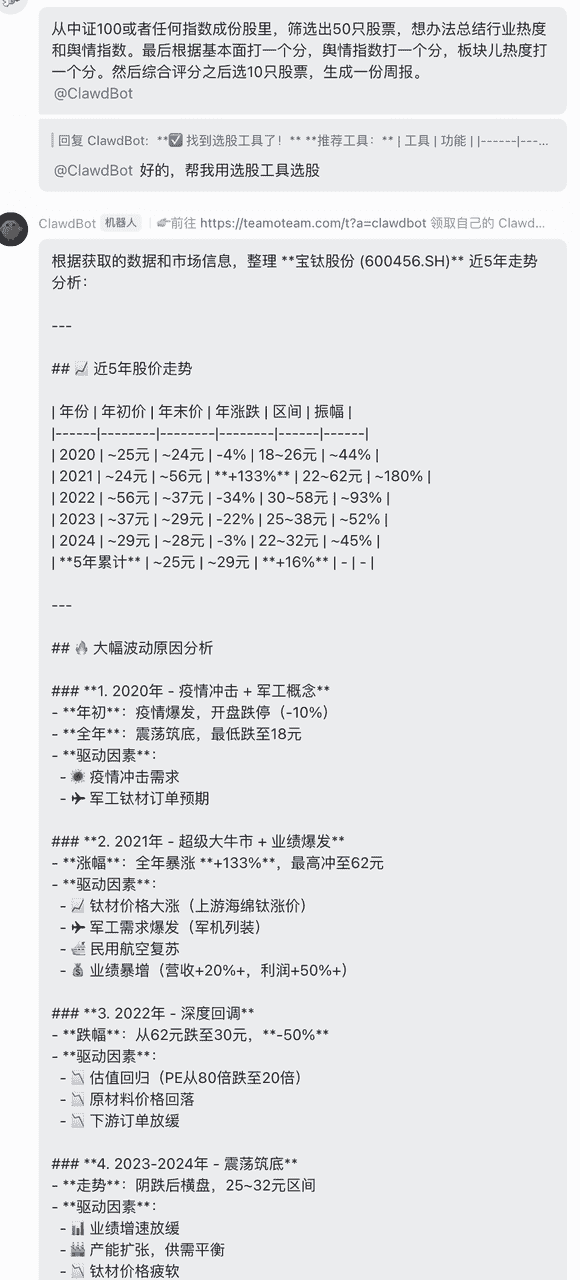 从中证100或者任何指数成份股里，筛选出50只股票，想办法总结行业热度
和舆情指数。最后根据基本面打一个分，舆情指数打一个分，板块儿热度打
一个分。然后综合评分之后选10只股票，生成一份周报。
@ClawdBot
回复 ClawdBot: **✅ 找到选股工具了！** **推荐工具：** | 工具 | 功能 | |------|---...
@ClawdBot 好的，帮我用选股工具选股
ClawdBot 机器人 | 👉前往 https://teamoteam.com/t?a=clawdbot 领取自己的 Clawd...
根据获取的数据和市场信息，整理 **宝钛股份 (600456.SH)** 近5年走势
分析：
---
## 📈 近5年股价走势
| 年份 | 年初价 | 年末价 | 年涨跌 | 区间 | 振幅 |
|------|--------|--------|--------|------|------|
| 2020 | ~25元 | ~24元 | -4% | 18~26元 | ~44% |
| 2021 | ~24元 | ~56元 | **+133%** | 22~62元 | ~180% |
| 2022 | ~56元 | ~37元 | -34% | 30~58元 | ~93% |
| 2023 | ~37元 | ~29元 | -22% | 25~38元 | ~52% |
| 2024 | ~29元 | ~28元 | -3% | 22~32元 | ~45% |
| **5年累计** | ~25元 | ~29元 | **+16%** | - | - |
---
## 🔥 大幅波动原因分析
### **1. 2020年 - 疫情冲击 + 军工概念**
- **年初**：疫情爆发，开盘跌停（-10%）
- **全年**：震荡筑底，最低跌至18元
- **驱动因素**：
- 🦠 疫情冲击需求
- ✈️ 军工钛材订单预期
### **2. 2021年 - 超级大牛市 + 业绩爆发**
- **涨幅**：全年暴涨 **+133%**，最高冲至62元
- **驱动因素**：
- 📈 钛材价格大涨（上游海绵钛涨价）
- ✈️ 军工需求爆发（军机列装）
- 🛫 民用航空复苏
- 💰 业绩暴增（营收+20%+，利润+50%+）
### **3. 2022年 - 深度回调**
- **跌幅**：从62元跌至30元，**-50%**
- **驱动因素**：
- 📉 估值回归（PE从80倍跌至20倍）
- 📉 原材料价格回落
- 📉 下游订单放缓
### **4. 2023-2024年 - 震荡筑底**
- **走势**：阴跌后横盘，25~32元区间
- **驱动因素**：
- 📊 业绩增速放缓
- 🏭 产能扩张，供需平衡
- 📉 钛材价格疲软